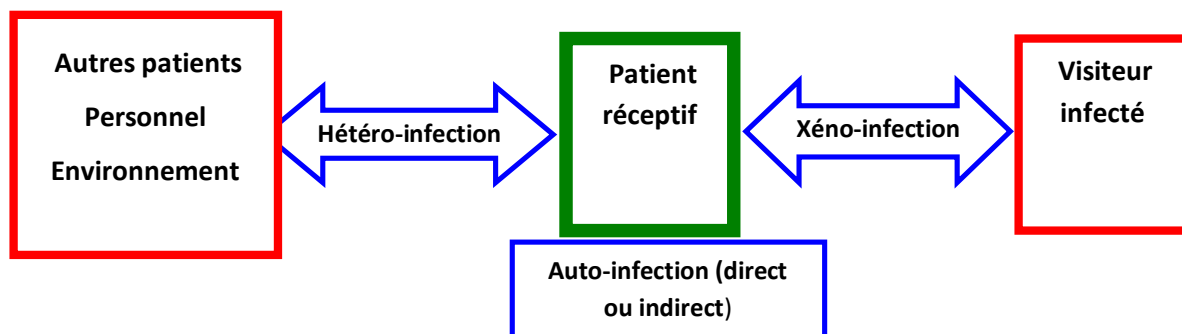 Autres patients
Personnel
Environnement
Hétéro-infection
Patient
réceptif
Xéno-infection
Visiteur
infecté
Auto-infection (direct
ou indirect)